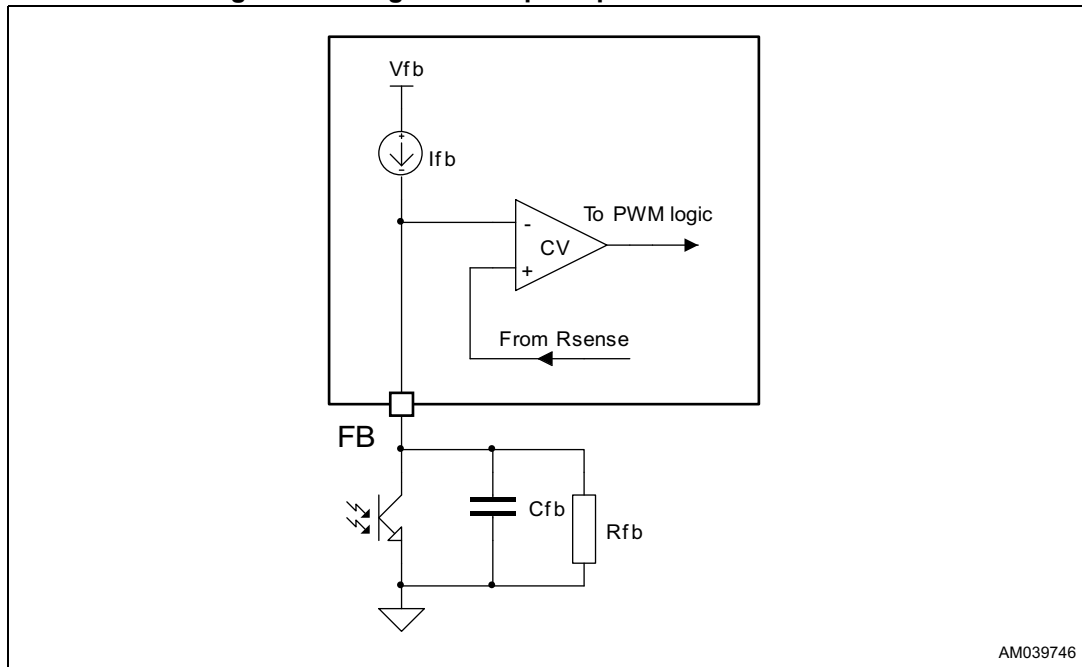 Vfb
Ifb
To PWM logic
-
CV
+
From Rsense
FB
Cfb
Rfb
AM039746